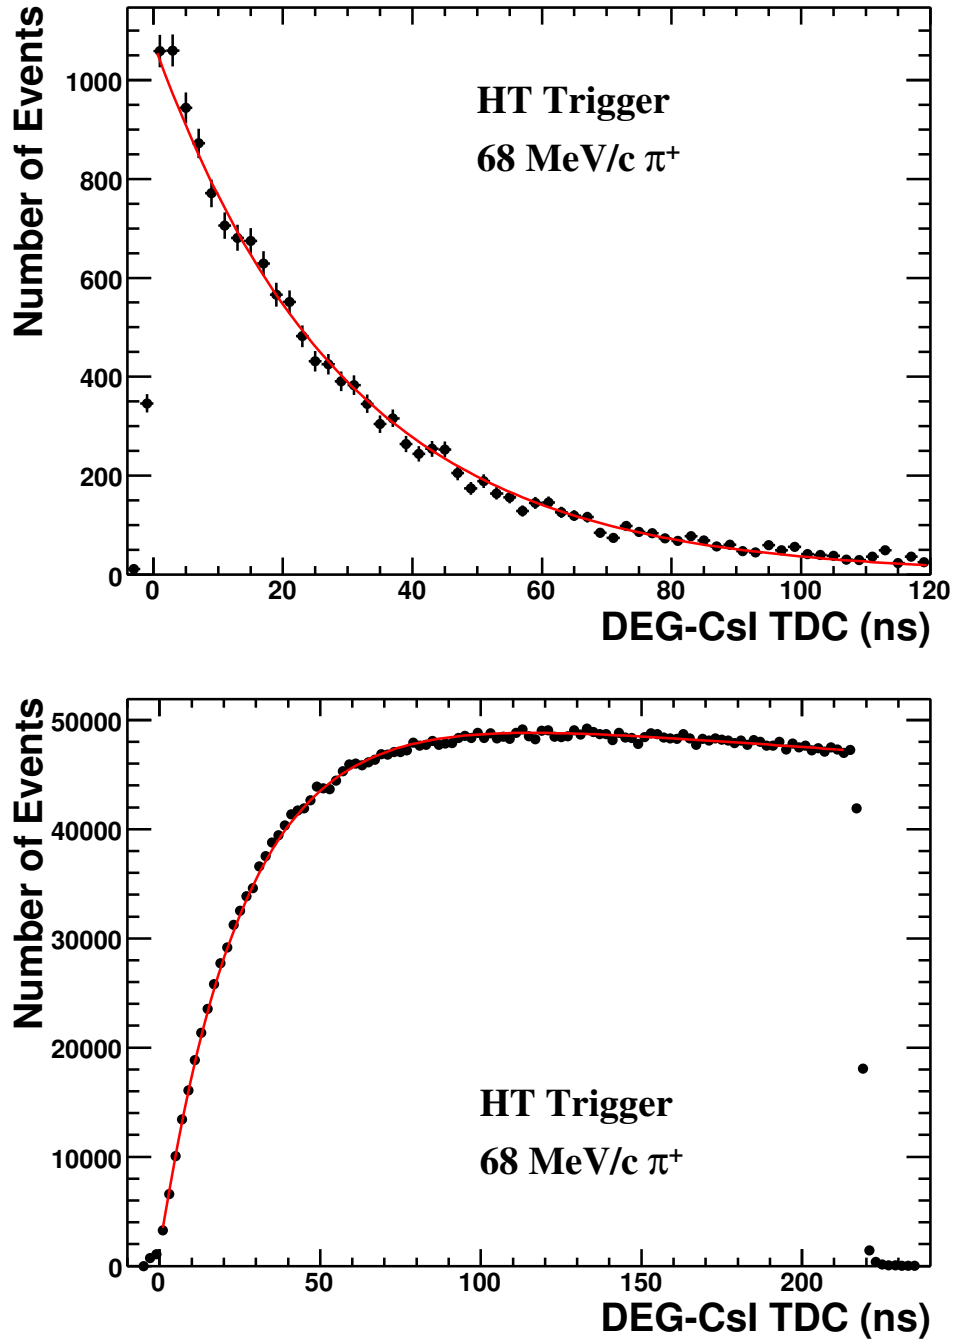 Number of Events
1000
800
600
400
200
0
HT Trigger
68 MeV/c π⁺
0 20 40 60 80 100 120
DEG-CsI TDC (ns)
Number of Events
50000
40000
30000
20000
10000
0
HT Trigger
68 MeV/c π⁺
0 50 100 150 200
DEG-CsI TDC (ns)